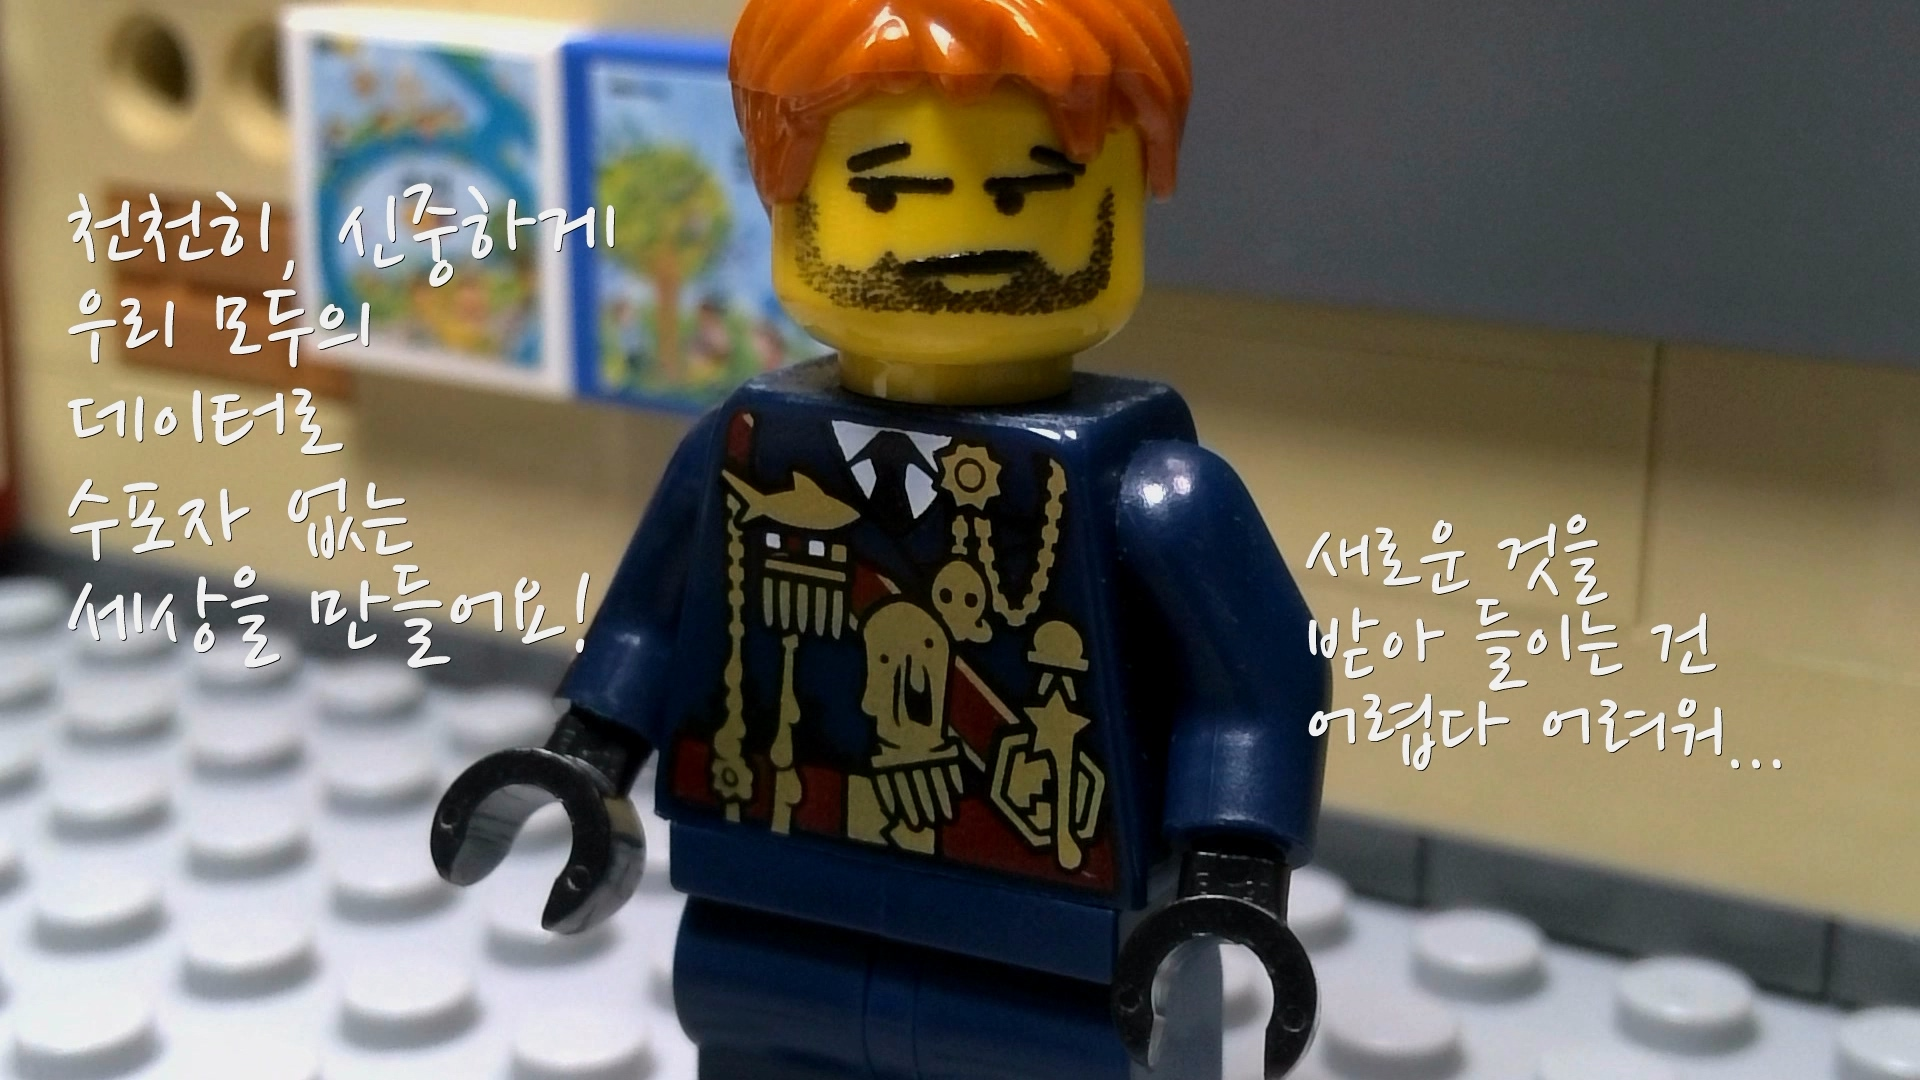 천천히, 신중하게
우리 모두의
데이터로
수포자 없는
세상을 만들어요!
새로운 것을
받아 들이는 건
어렵다 어려워...